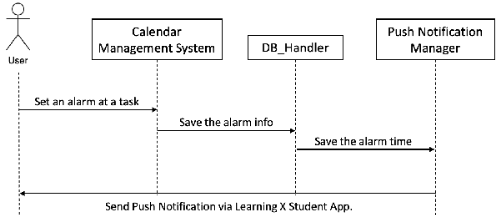 Calendar
Management System
DB_Handler
Push Notification
Manager
User
Set an alarm at a task
Save the alarm info
Save the alarm time
Send Push Notification via Learning X Student App.